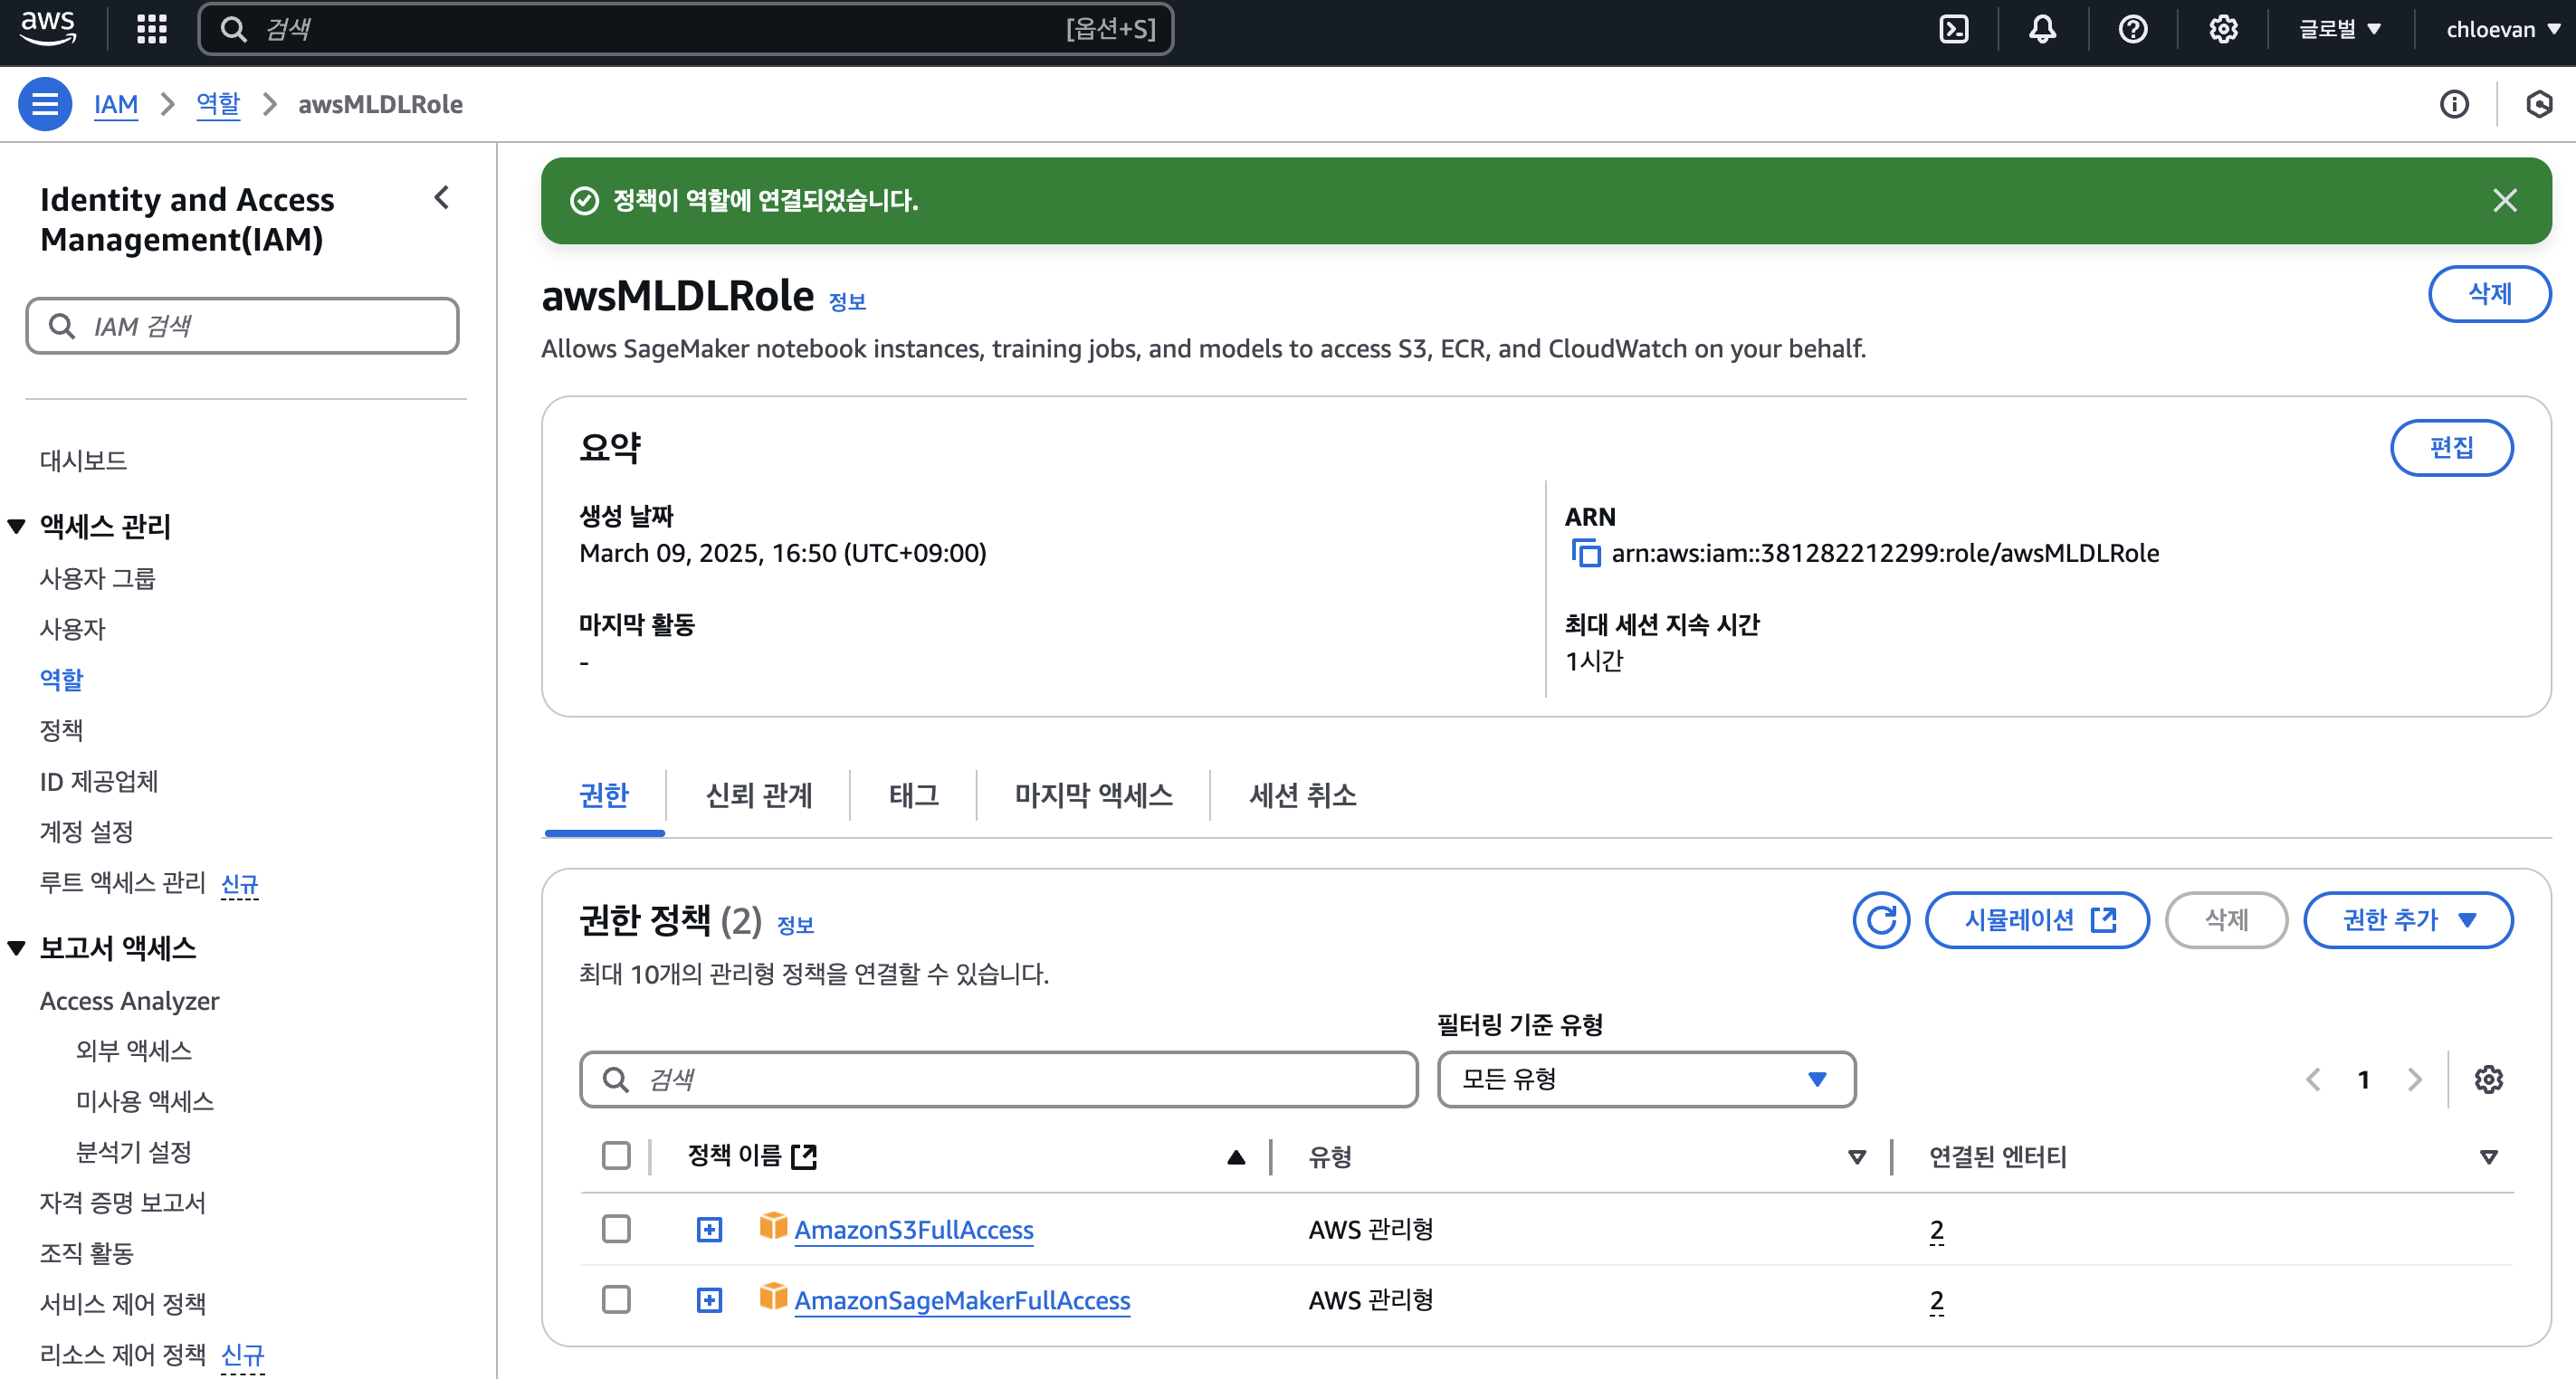 aws
검색
[옵션+S]
글로벌
chloevan
IAM
역할
awsMLDLRole
Identity and Access
Management(IAM)
IAM 검색
대시보드
액세스 관리
사용자 그룹
사용자
역할
정책
ID 제공업체
계정 설정
루트 액세스 관리 신규
보고서 액세스
Access Analyzer
외부 액세스
미사용 액세스
분석기 설정
자격 증명 보고서
조직 활동
서비스 제어 정책
리소스 제어 정책 신규
정책이 역할에 연결되었습니다.
awsMLDLRole 정보
삭제
Allows SageMaker notebook instances, training jobs, and models to access S3, ECR, and CloudWatch on your behalf.
요약
편집
생성 날짜
March 09, 2025, 16:50 (UTC+09:00)
ARN
arn:aws:iam::381282212299:role/awsMLDLRole
마지막 활동
-
최대 세션 지속 시간
1시간
권한
신뢰 관계
태그
마지막 액세스
세션 취소
권한 정책 (2) 정보
시뮬레이션
삭제
권한 추가
최대 10개의 관리형 정책을 연결할 수 있습니다.
필터링 기준 유형
검색
모든 유형
1
정책 이름
유형
연결된 엔터티
AmazonS3FullAccess
AWS 관리형
2
AmazonSageMakerFullAccess
AWS 관리형
2